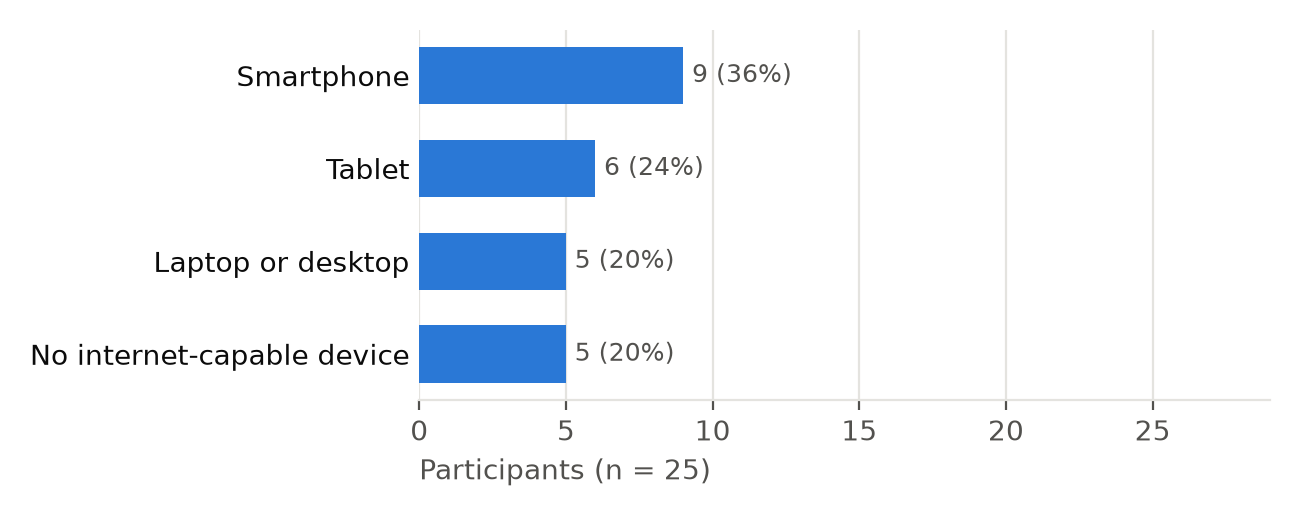 Smartphone 9 (36%)
Tablet 6 (24%)
Laptop or desktop 5 (20%)
No internet-capable device 5 (20%)
0 5 10 15 20 25
Participants (n = 25)